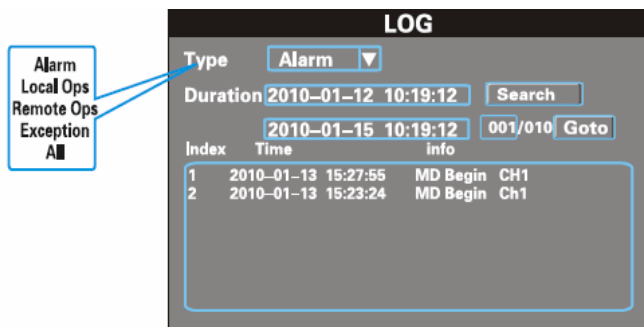 LOG
Alarm
Local Ops
Remote Ops
Exception
All
Type Alarm
Duration 2010-01-12 10:19:12 Search
2010-01-15 10:19:12 001/010 Goto
Index Time info
1 2010-01-13 15:27:55 MD Begin CH1
2 2010-01-13 15:23:24 MD Begin Ch1